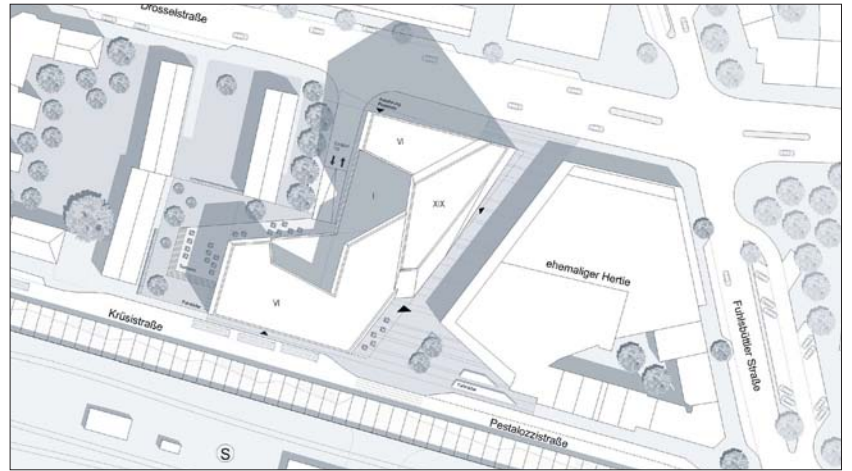 Drosselstraße
VI
I
XIX
ehemaliger Hertie
VI
Krüsistraße
Fuhlsbüttler Straße
Pestalozzistraße
S